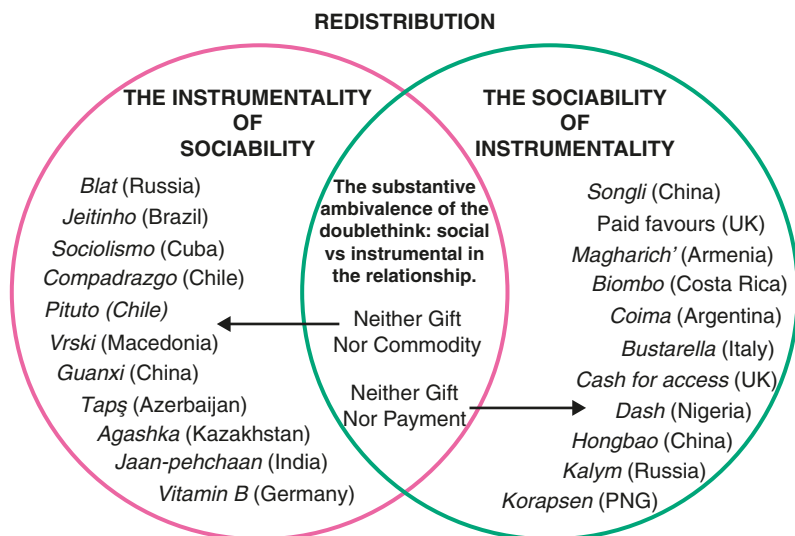 REDISTRIBUTION
THE INSTRUMENTALITY
OF
SOCIABILITY
Blat (Russia)
Jeitinho (Brazil)
Sociolismo (Cuba)
Compadrazgo (Chile)
Pituto (Chile)
Vrski (Macedonia)
Guanxi (China)
Tapş (Azerbaijan)
Agashka (Kazakhstan)
Jaan-pehchaan (India)
Vitamin B (Germany)
The substantive
ambivalence of the
doublethink: social
vs instrumental in
the relationship.
Neither Gift
Nor Commodity
Neither Gift
Nor Payment
THE SOCIABILITY
OF
INSTRUMENTALITY
Songli (China)
Paid favours (UK)
Magharich’ (Armenia)
Biombo (Costa Rica)
Coima (Argentina)
Bustarella (Italy)
Cash for access (UK)
Dash (Nigeria)
Hongbao (China)
Kalym (Russia)
Korapsen (PNG)